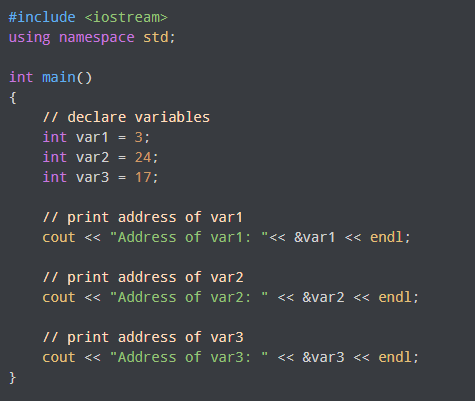 #include <iostream>
using namespace std;
int main()
{
// declare variables
int var1 = 3;
int var2 = 24;
int var3 = 17;
// print address of var1
cout << "Address of var1: "<< &var1 << endl;
// print address of var2
cout << "Address of var2: " << &var2 << endl;
// print address of var3
cout << "Address of var3: " << &var3 << endl;
}